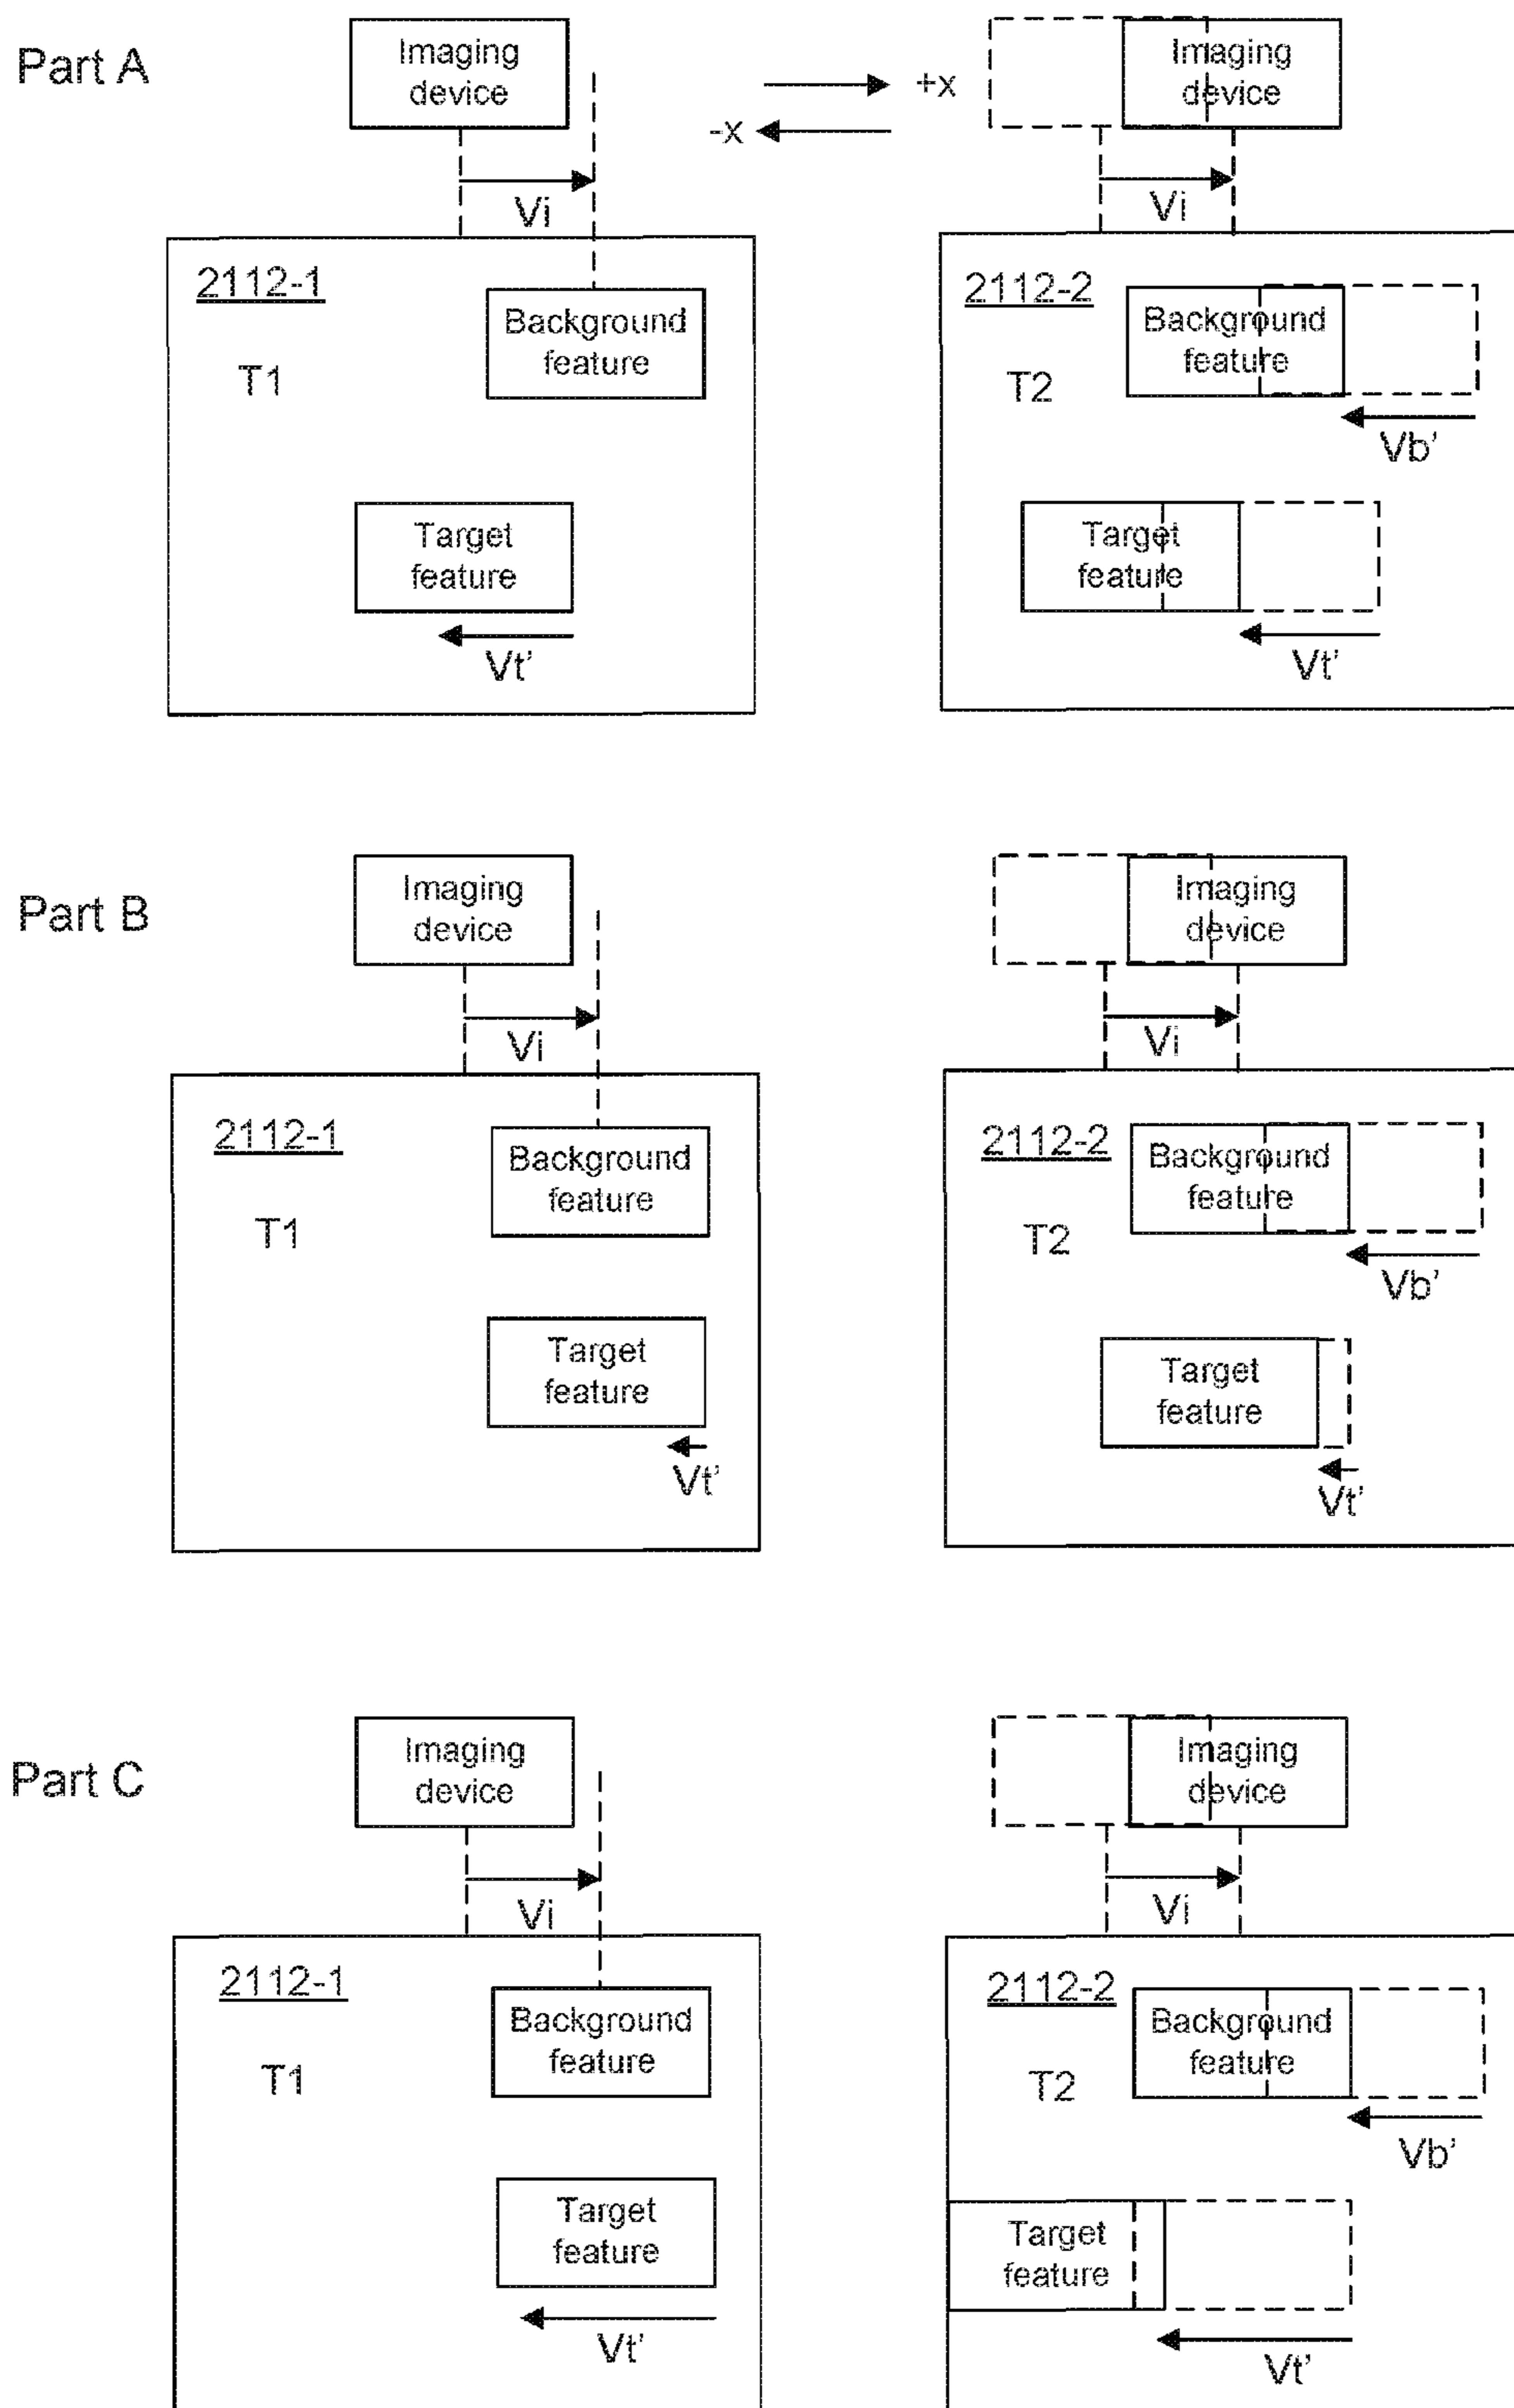 Part A
Imaging
device
+x
-x
Imaging
device
Vi
Vi
2112-1
T1
Background
feature
Target
feature
Vt’
2112-2
T2
Background
feature
Vb’
Target
feature
Vt’
Part B
Imaging
device
Imaging
device
Vi
Vi
2112-1
T1
Background
feature
Target
feature
Vt’
2112-2
T2
Background
feature
Vb’
Target
feature
Vt’
Part C
Imaging
device
Imaging
device
Vi
Vi
2112-1
T1
Background
feature
Target
feature
Vt’
2112-2
T2
Background
feature
Vb’
Target
feature
Vt’